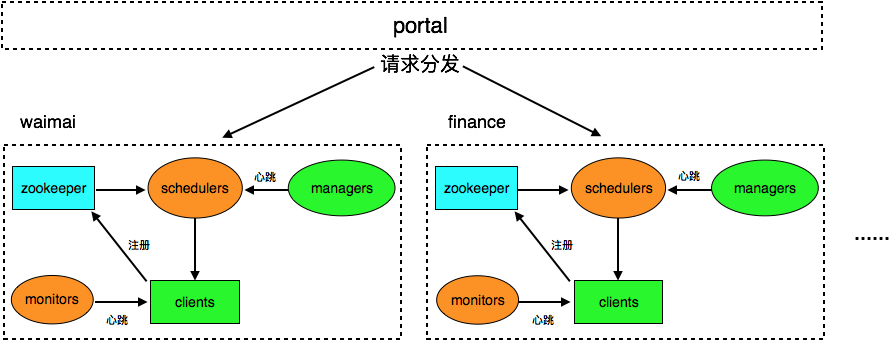 portal
请求分发
waimai
finance
zookeeper
schedulers
心跳
managers
zookeeper
schedulers
心跳
managers
注册
注册
......
monitors
心跳
clients
monitors
心跳
clients